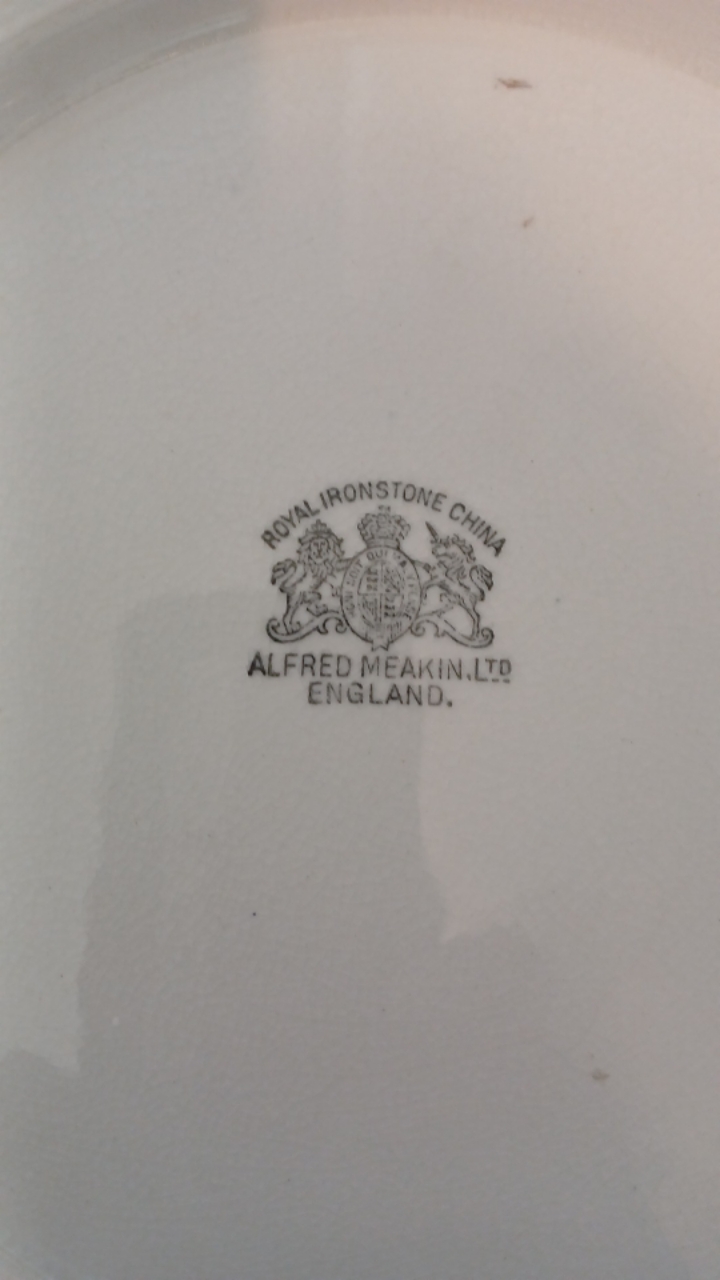 ROYAL IRONSTONE CHINA
ALFRED MEAKIN. LTD
ENGLAND.